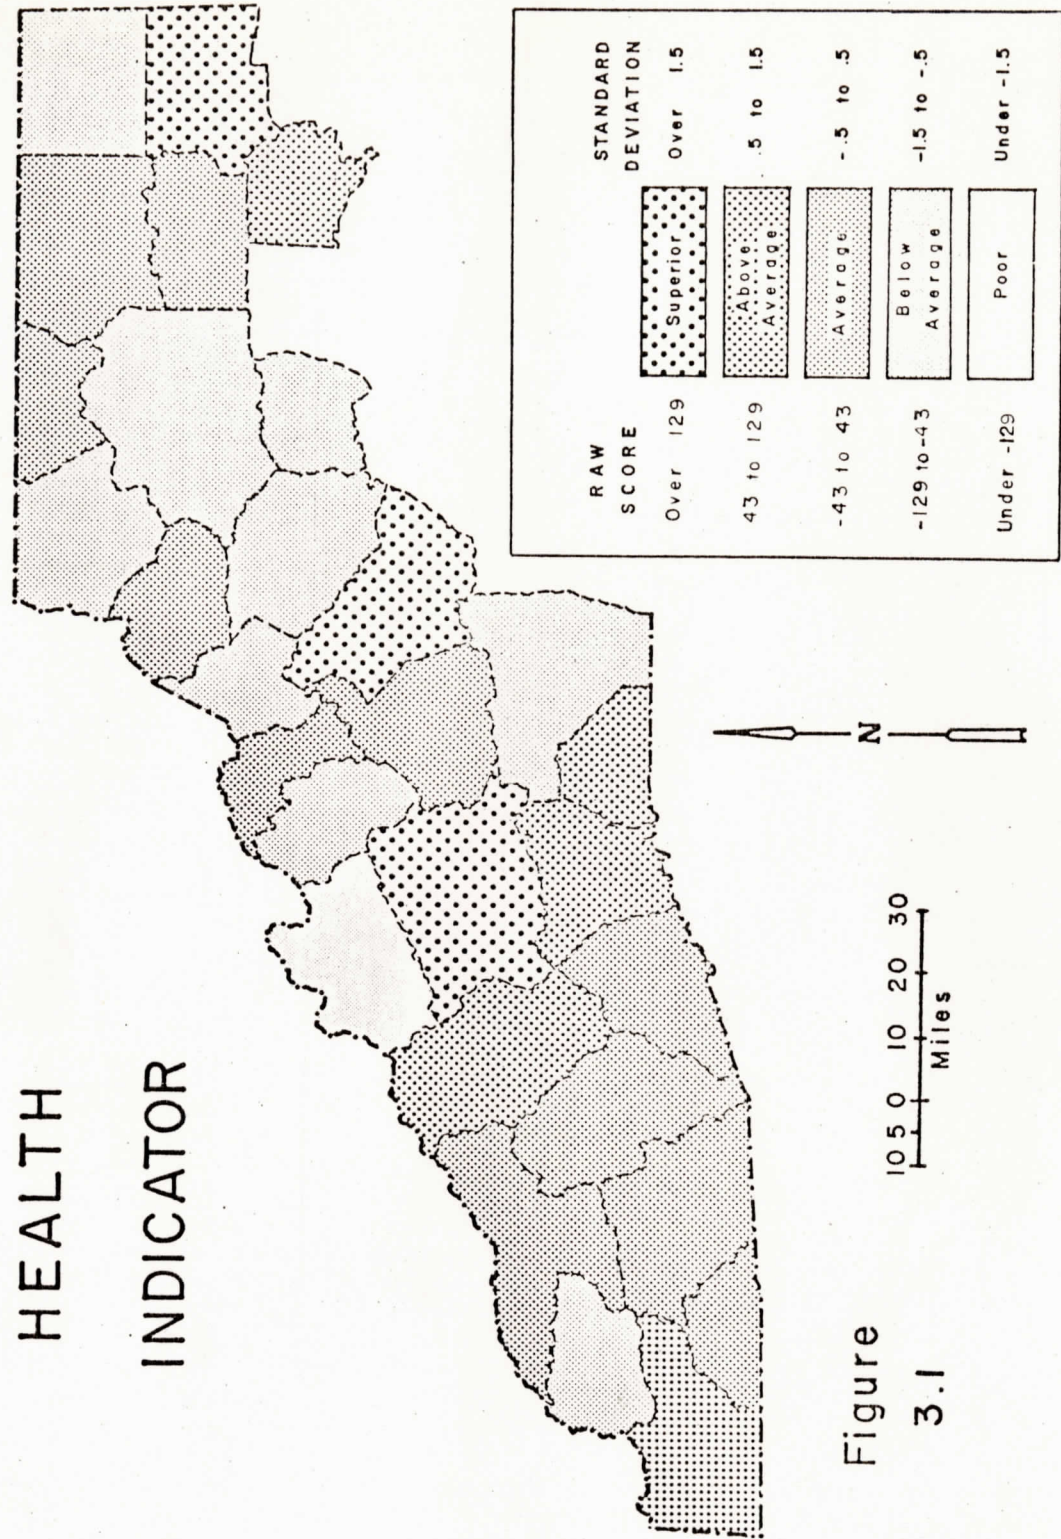 HEALTH
INDICATOR
RAW SCORE STANDARD DEVIATION
Over 129 Superior Over 1.5
43 to 129 Above Average .5 to 1.5
-43 to 43 Average -.5 to .5
-129 to -43 Below Average -1.5 to -.5
Under -129 Poor Under -1.5
N
10 5 0 10 20 30
Miles
Figure
3.1